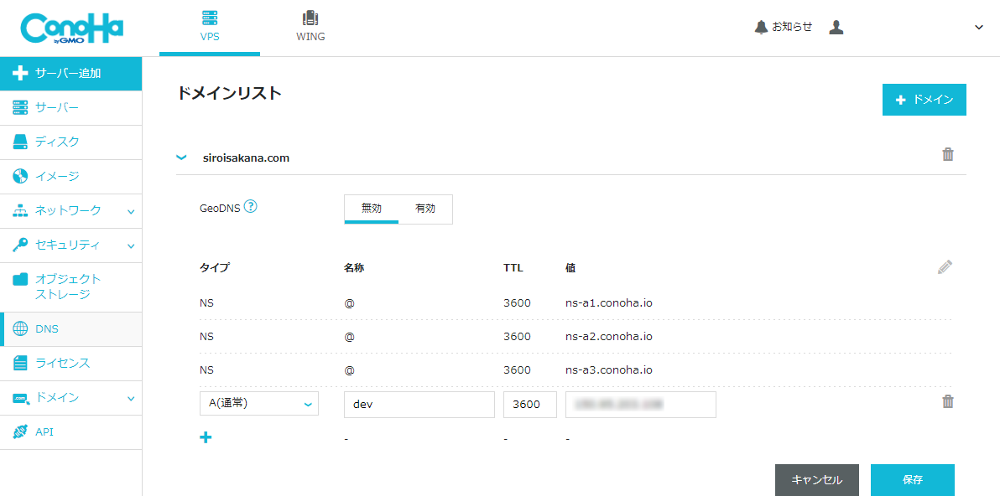 ConoHa
by GMO
VPS
WING
お知らせ
サーバー追加
サーバー
ディスク
イメージ
ネットワーク
セキュリティ
オブジェクト
ストレージ
DNS
ライセンス
ドメイン
API
ドメインリスト
ドメイン
siroisakana.com
GeoDNS ?
無効 有効
タイプ 名称 TTL 値
NS @ 3600 ns-a1.conoha.io
NS @ 3600 ns-a2.conoha.io
NS @ 3600 ns-a3.conoha.io
A(通常) dev 3600
- - -
キャンセル 保存